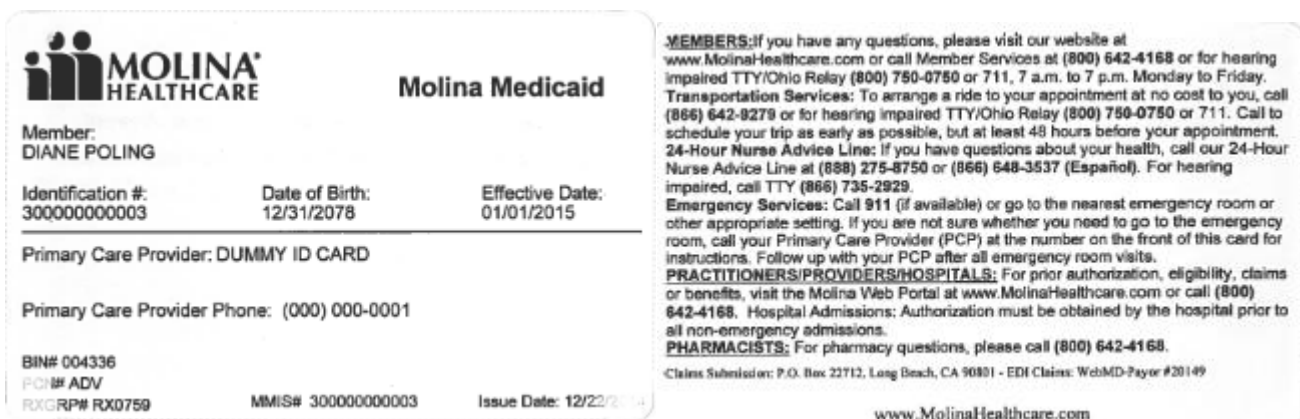 MOLINA®
HEALTHCARE
Molina Medicaid
Member:
DIANE POLING
Identification #: Date of Birth: Effective Date:
300000000003 12/31/2078 01/01/2015
Primary Care Provider: DUMMY ID CARD
Primary Care Provider Phone: (000) 000-0001
BIN# 004336
PCN# ADV
RXGRP# RX0759 MMIS# 300000000003 Issue Date: 12/22/
MEMBERS:If you have any questions, please visit our website at
www.MolinaHealthcare.com or call Member Services at (800) 642-4168 or for hearing
impaired TTY/Ohio Relay (800) 750-0750 or 711, 7 a.m. to 7 p.m. Monday to Friday.
Transportation Services: To arrange a ride to your appointment at no cost to you, call
(866) 642-9279 or for hearing impaired TTY/Ohio Relay (800) 750-0750 or 711. Call to
schedule your trip as early as possible, but at least 48 hours before your appointment.
24-Hour Nurse Advice Line: If you have questions about your health, call our 24-Hour
Nurse Advice Line at (888) 275-8750 or (866) 648-3537 (Español). For hearing
impaired, call TTY (866) 735-2929.
Emergency Services: Call 911 (if available) or go to the nearest emergency room or
other appropriate setting. If you are not sure whether you need to go to the emergency
room, call your Primary Care Provider (PCP) at the number on the front of this card for
instructions. Follow up with your PCP after all emergency room visits.
PRACTITIONERS/PROVIDERS/HOSPITALS: For prior authorization, eligibility, claims
or benefits, visit the Molina Web Portal at www.MolinaHealthcare.com or call (800)
642-4168. Hospital Admissions: Authorization must be obtained by the hospital prior to
all non-emergency admissions.
PHARMACISTS: For pharmacy questions, please call (800) 642-4168.
Claims Submission: P.O. Box 22712, Long Beach, CA 90801 - EDI Claims: WebMD-Payor #20149
www.MolinaHealthcare.com